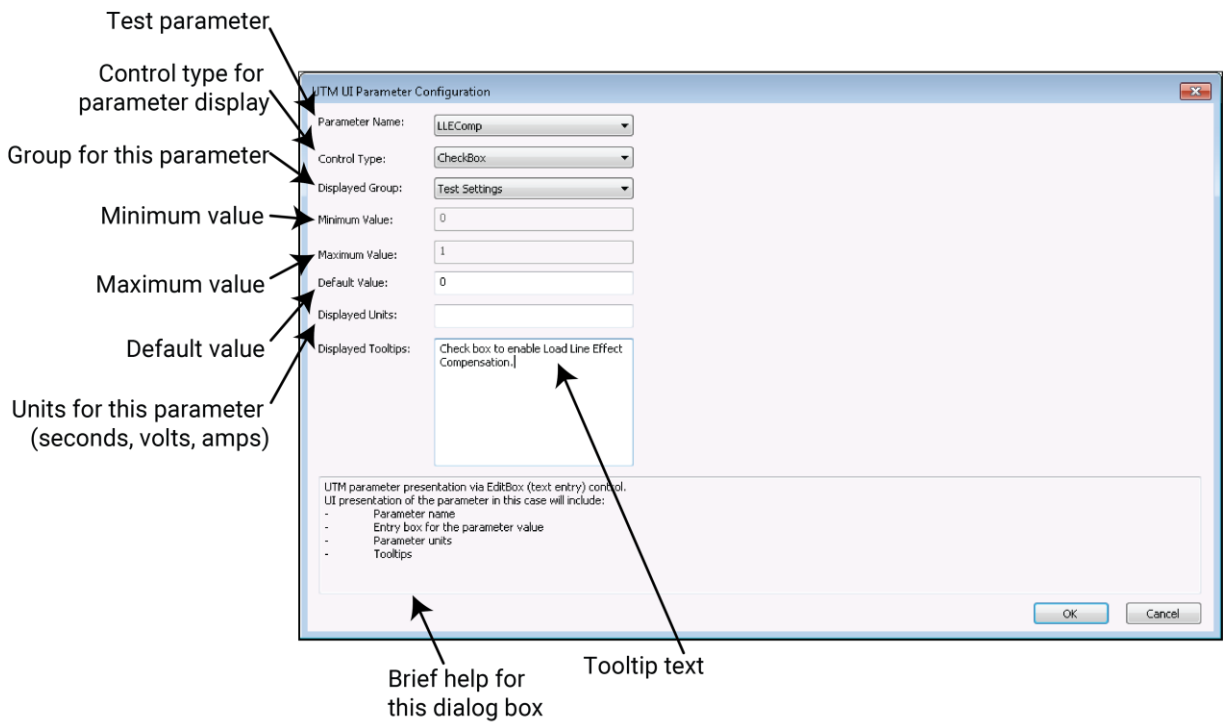 Test parameter
Control type for
parameter display
Group for this parameter
Minimum value
Maximum value
Default value
Units for this parameter
(seconds, volts, amps)
UTM UI Parameter Configuration
Parameter Name:
LLEComp
Control Type:
CheckBox
Displayed Group:
Test Settings
Minimum Value:
0
Maximum Value:
1
Default Value:
0
Displayed Units:
Displayed Tooltips:
Check box to enable Load Line Effect
Compensation.
UTM parameter presentation via EditBox (text entry) control.
UI presentation of the parameter in this case will include:
- Parameter name
- Entry box for the parameter value
- Parameter units
- Tooltips
OK
Cancel
Brief help for
this dialog box
Tooltip text